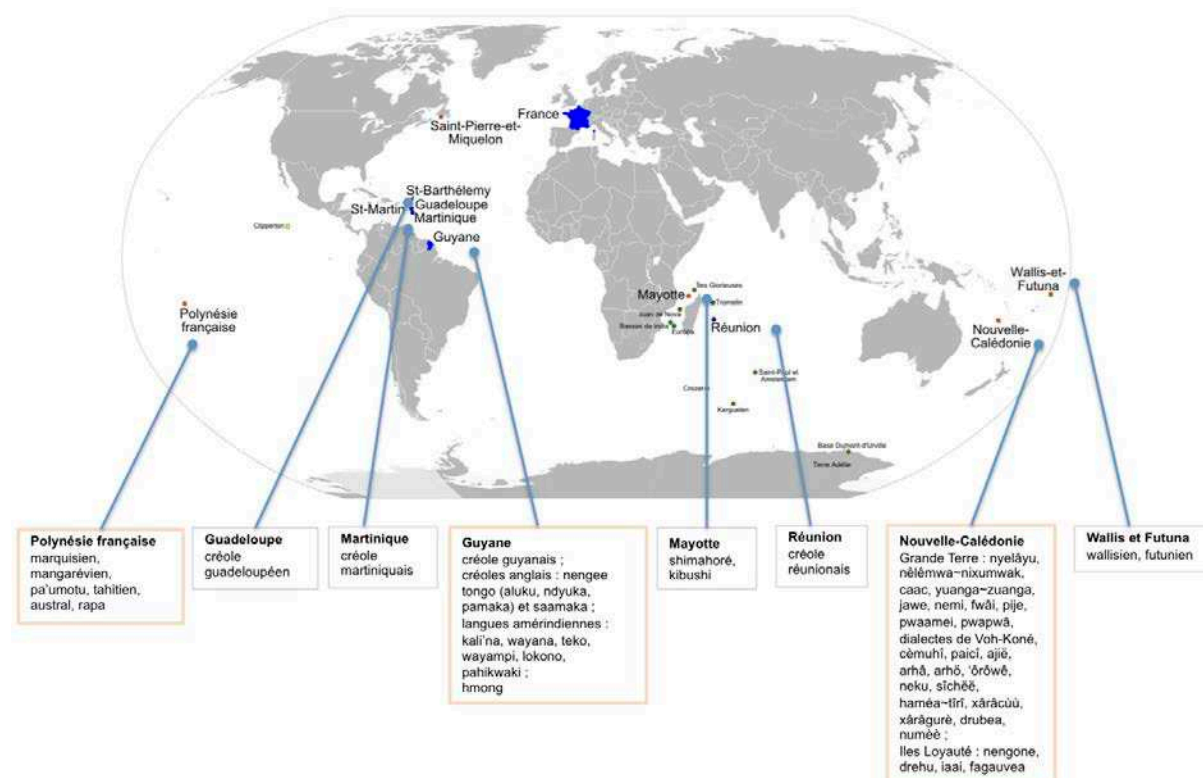 France
Saint-Pierre-et-
Miquelon
St-Barthélemy
St-Martin
Guadeloupe
Martinique
Clipperton
Guyane
Polynésie
française
Mayotte
Îles Glorieuses
Tromelin
Juan de Nova
Bassas de India
Europa
Réunion
Wallis-et-
Futuna
Nouvelle-
Calédonie
Saint-Paul et
Amsterdam
Crozet
Kerguelen
Base Dumont d'Urville
Terre Adélie
Polynésie française
marquisien,
mangarévien,
pa'umotu, tahitien,
austral, rapa
Guadeloupe
créole
guadeloupéen
Martinique
créole
martiniquais
Guyane
créole guyanais ;
créoles anglais : nengee
tongo (aluku, ndyuka,
pamaka) et saamaka ;
langues amérindiennes :
kali'na, wayana, teko,
wayampi, lokono,
pahikwaki ;
hmong
Mayotte
shimahoré,
kibushi
Réunion
créole
réunionais
Nouvelle-Calédonie
Grande Terre : nyelâyu,
nêlêmwa~nixumwak,
caac, yuanga~zuanga,
jawe, nemi, fwâi, pije,
pwaamei, pwapwâ,
dialectes de Voh-Koné,
cèmuhî, paicî, ajië,
arhâ, arhö, 'ôrôwê,
neku, sîchëë,
haméa~tîrî, xârâcùù,
xârâgurè, drubea,
numèè ;
Iles Loyauté : nengone,
drehu, iaai, fagauvea
Wallis et Futuna
wallisien, futunien